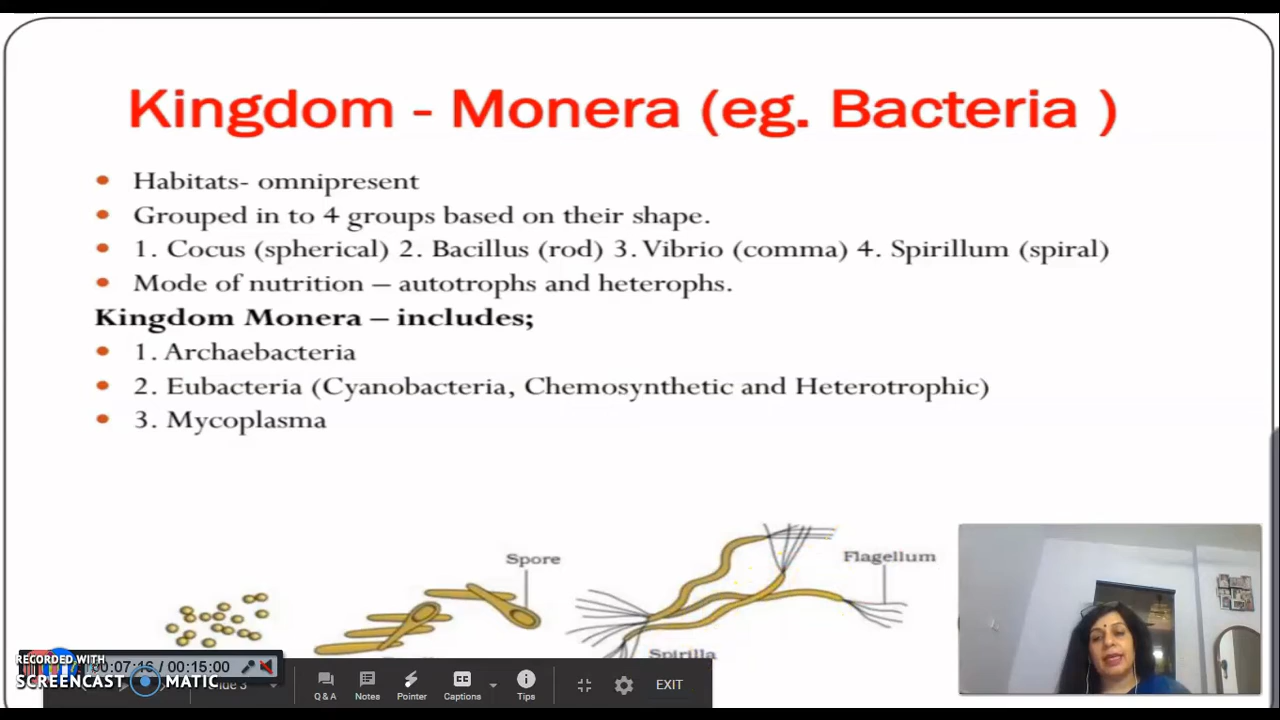 Kingdom - Monera (eg. Bacteria )
Habitats- omnipresent
Grouped in to 4 groups based on their shape.
1. Cocus (spherical) 2. Bacillus (rod) 3. Vibrio (comma) 4. Spirillum (spiral)
Mode of nutrition – autotrophs and heterophs.
Kingdom Monera – includes;
1. Archaebacteria
2. Eubacteria (Cyanobacteria, Chemosynthetic and Heterotrophic)
3. Mycoplasma
Spore
Flagellum
Spirilla
RECORDED WITH
SCREENCAST MATIC
00:07:16 / 00:15:00
Q & A
Notes
Pointer
Captions
Tips
EXIT